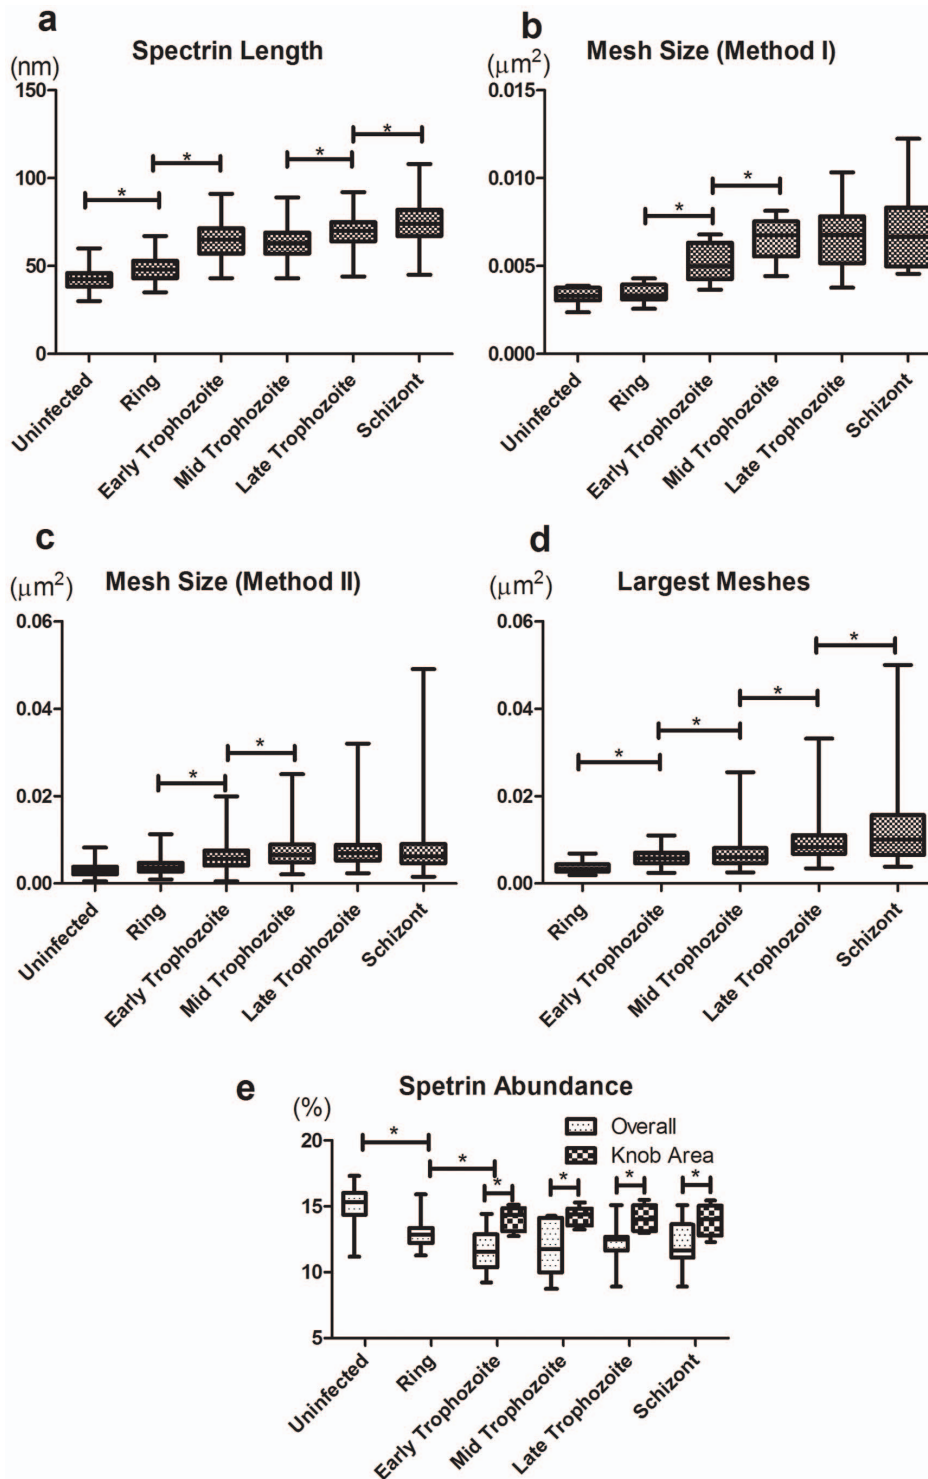 a
Spectrin Length
(nm)
150
100
50
0
*
*
*
*
Uninfected
Ring
Early Trophozoite
Mid Trophozoite
Late Trophozoite
Schizont
b
Mesh Size (Method I)
(μm²)
0.015
0.010
0.005
0.000
*
*
Uninfected
Ring
Early Trophozoite
Mid Trophozoite
Late Trophozoite
Schizont
c
Mesh Size (Method II)
(μm²)
0.06
0.04
0.02
0.00
*
*
Uninfected
Ring
Early Trophozoite
Mid Trophozoite
Late Trophozoite
Schizont
d
Largest Meshes
(μm²)
0.06
0.04
0.02
0.00
*
*
*
*
Ring
Early Trophozoite
Mid Trophozoite
Late Trophozoite
Schizont
e
Spetrin Abundance
(%)
Overall
Knob Area
20
15
10
5
*
*
*
*
*
*
Uninfected
Ring
Early Trophozoite
Mid Trophozoite
Late Trophozoite
Schizont